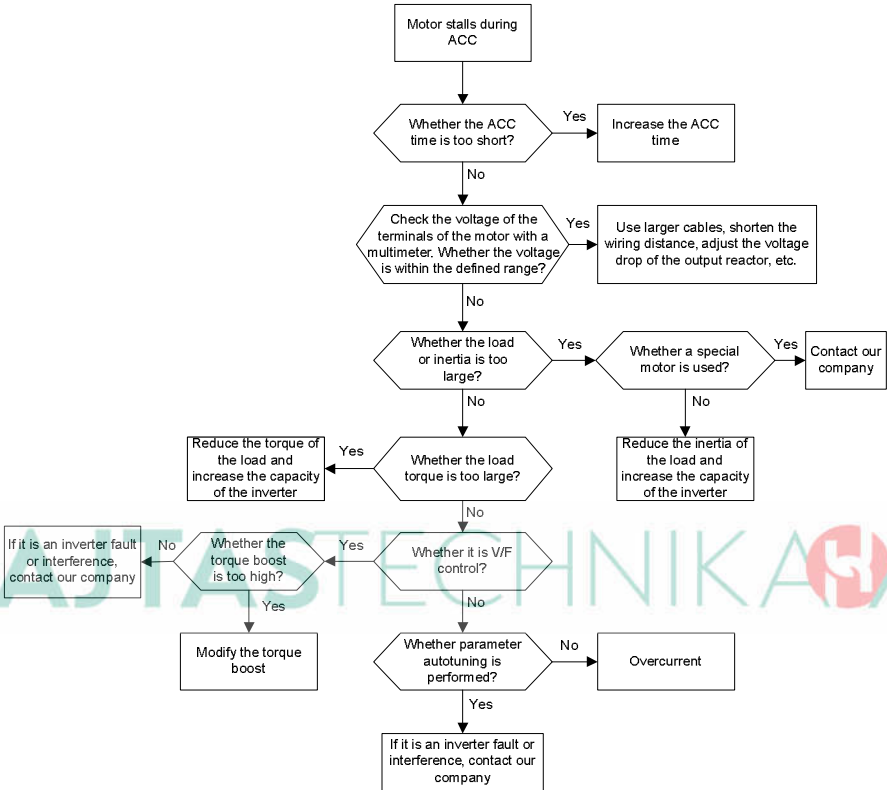 Motor stalls during
ACC
Whether the ACC
time is too short?
Yes
Increase the ACC
time
No
Check the voltage of the
terminals of the motor with a
multimeter. Whether the voltage
is within the defined range?
Yes
Use larger cables, shorten the
wiring distance, adjust the voltage
drop of the output reactor, etc.
No
Whether the load
or inertia is too
large?
Yes
Whether a special
motor is used?
Yes
Contact our
company
No
No
Reduce the torque of
the load and
increase the capacity
of the inverter
Yes
Whether the load
torque is too large?
Reduce the inertia of
the load and
increase the capacity
of the inverter
No
If it is an inverter fault
or interference,
contact our company
No
Whether the
torque boost
is too high?
Yes
Whether it is V/F
control?
AJTASTECHNIKA
Yes
No
Modify the torque
boost
Whether parameter
autotuning is
performed?
No
Overcurrent
Yes
If it is an inverter fault or
interference, contact our
company